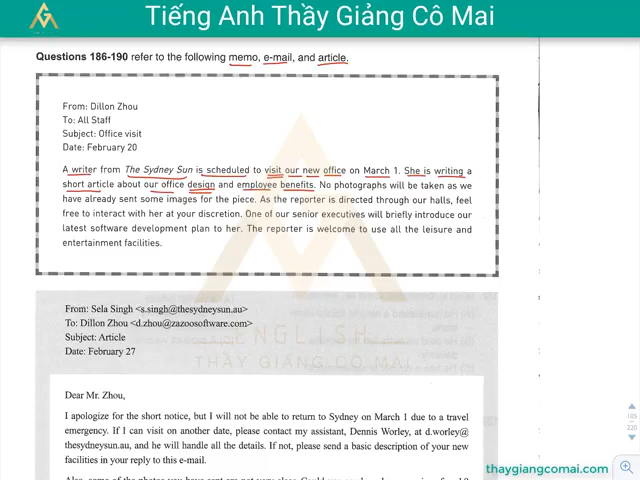 Tiếng Anh Thầy Giảng Cô Mai
Questions 186-190 refer to the following memo, e-mail, and article.
From: Dillon Zhou
To: All Staff
Subject: Office visit
Date: February 20
A writer from The Sydney Sun is scheduled to visit our new office on March 1. She is writing a
short article about our office design and employee benefits. No photographs will be taken as we
have already sent some images for the piece. As the reporter is directed through our halls, feel
free to interact with her at your discretion. One of our senior executives will briefly introduce our
latest software development plan to her. The reporter is welcome to use all the leisure and
entertainment facilities.
From: Sela Singh <s.singh@thesydneysun.au>
To: Dillon Zhou <d.zhou@zazoosoftware.com>
Subject: Article
Date: February 27
ENGLISH
THẦY GIẢNG CÔ MAI
Dear Mr. Zhou,
I apologize for the short notice, but I will not be able to return to Sydney on March 1 due to a travel
emergency. If I can visit on another date, please contact my assistant, Dennis Worley, at d.worley@
thesydneysun.au, and he will handle all the details. If not, please send a basic description of your new
facilities in your reply to this e-mail.
185
220
thaygiangcomai.com